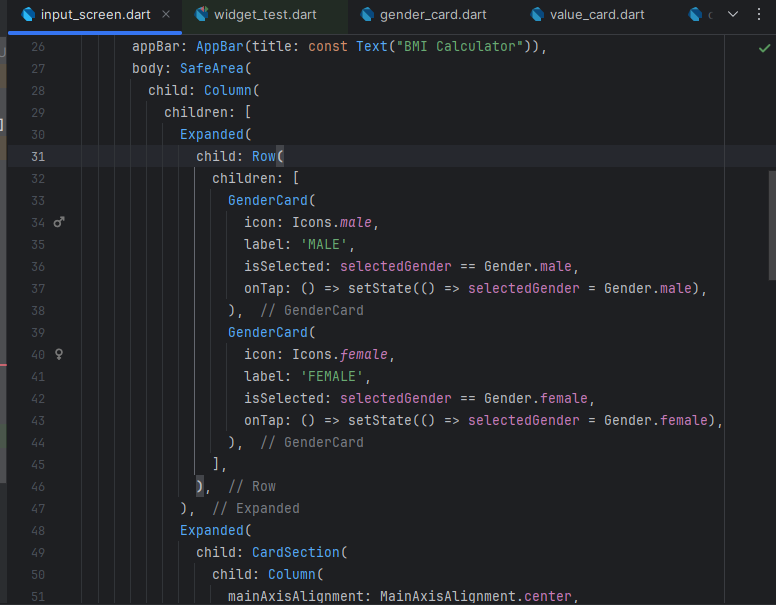 input_screen.dart widget_test.dart gender_card.dart value_card.dart
26 appBar: AppBar(title: const Text("BMI Calculator")),
27 body: SafeArea(
28 child: Column(
29 children: [
30 Expanded(
31 child: Row(
32 children: [
33 GenderCard(
34 icon: Icons.male,
35 label: 'MALE',
36 isSelected: selectedGender == Gender.male,
37 onTap: () => setState(() => selectedGender = Gender.male),
38 ), // GenderCard
39 GenderCard(
40 icon: Icons.female,
41 label: 'FEMALE',
42 isSelected: selectedGender == Gender.female,
43 onTap: () => setState(() => selectedGender = Gender.female),
44 ), // GenderCard
45 ],
46 ), // Row
47 ), // Expanded
48 Expanded(
49 child: CardSection(
50 child: Column(
51 mainAxisAlignment: MainAxisAlignment.center,